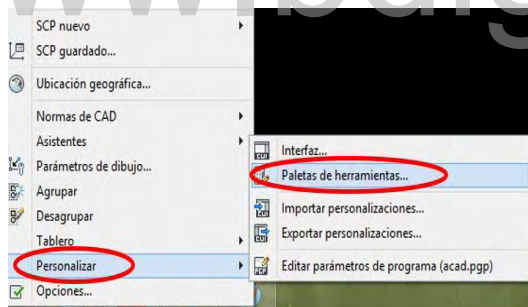 SCP nuevo
SCP guardado...
Ubicación geográfica...
Normas de CAD
Asistentes
Parámetros de dibujo...
Agrupar
Desagrupar
Tablero
Personalizar
Opciones...
Interfaz...
Paletas de herramientas...
Importar personalizaciones...
Exportar personalizaciones...
Editar parámetros de programa (acad.pgp)